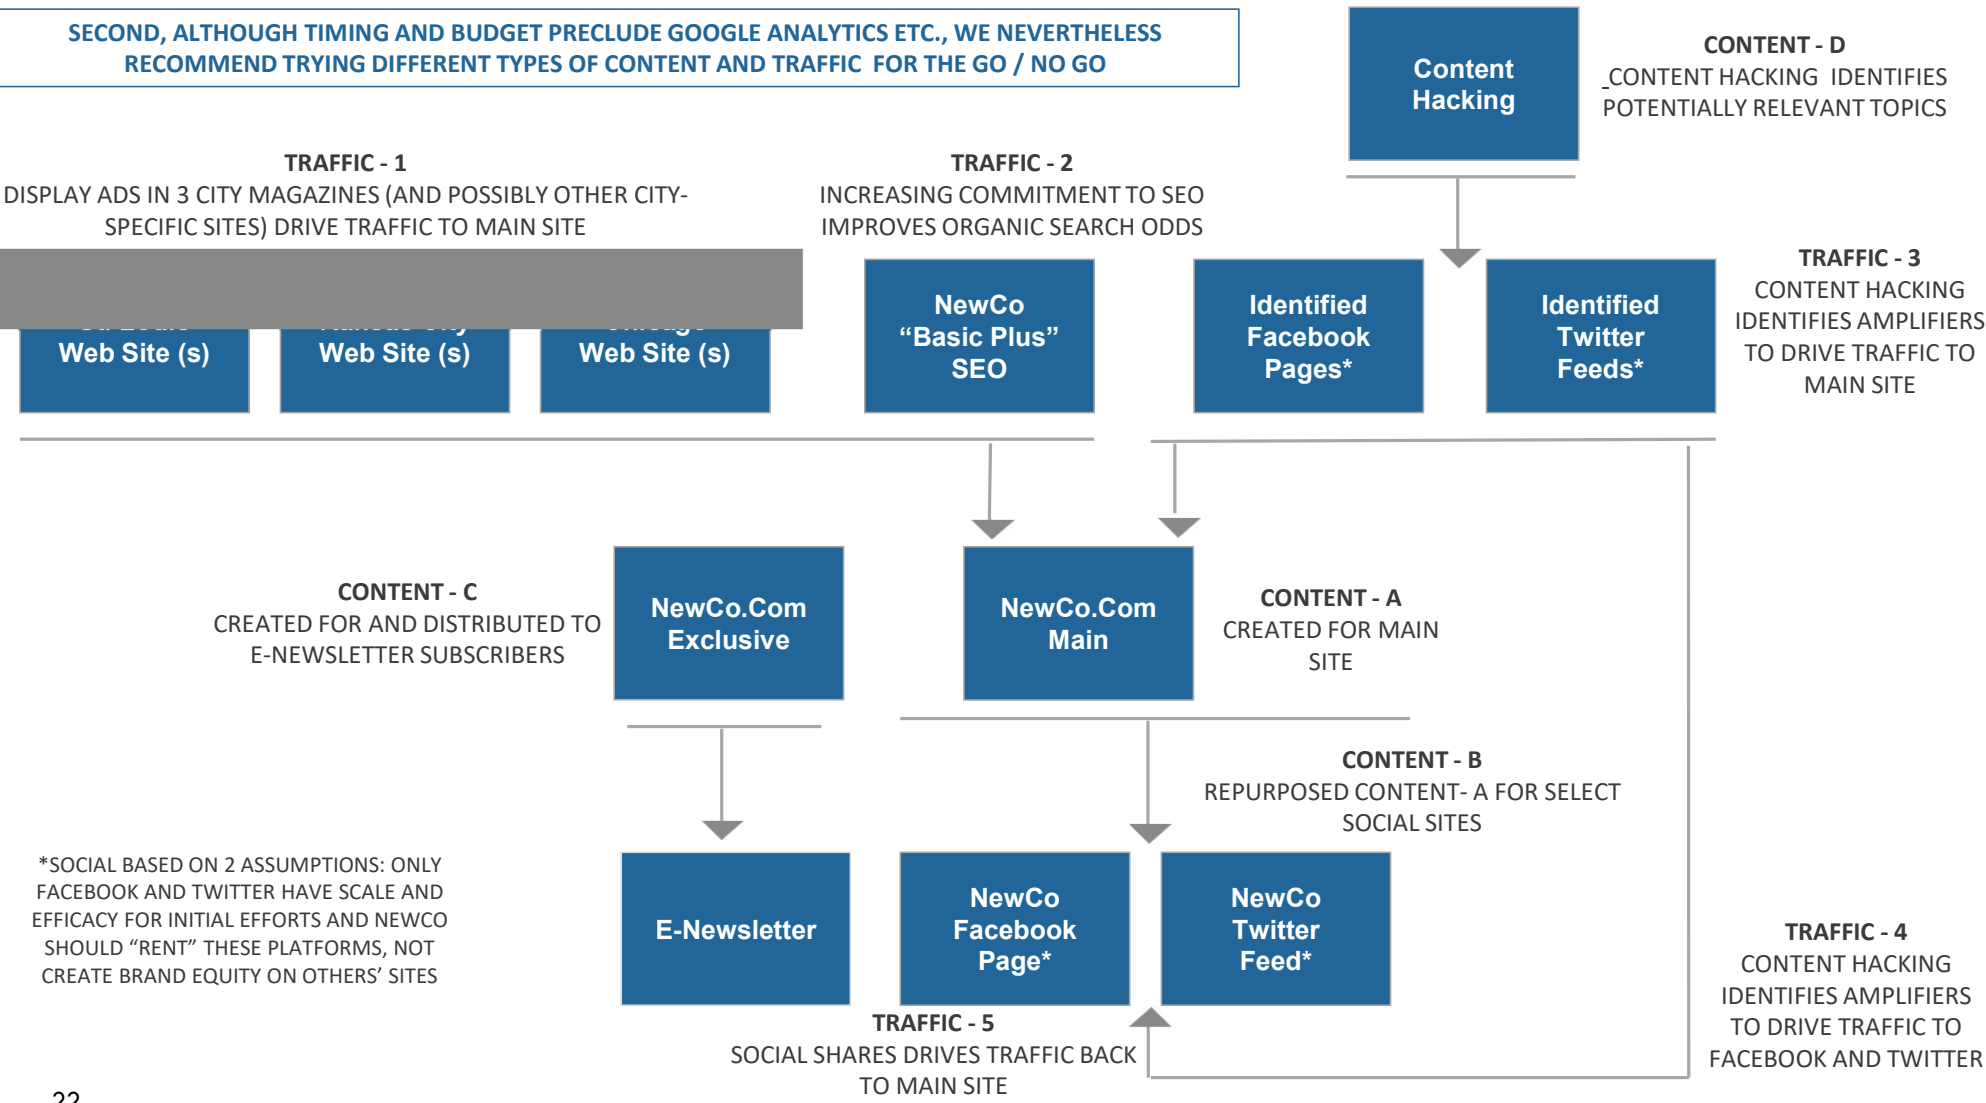 SECOND, ALTHOUGH TIMING AND BUDGET PRECLUDE GOOGLE ANALYTICS ETC., WE NEVERTHELESS
RECOMMEND TRYING DIFFERENT TYPES OF CONTENT AND TRAFFIC FOR THE GO / NO GO
Content
Hacking
CONTENT - D
CONTENT HACKING IDENTIFIES
POTENTIALLY RELEVANT TOPICS
TRAFFIC - 1
DISPLAY ADS IN 3 CITY MAGAZINES (AND POSSIBLY OTHER CITY-
SPECIFIC SITES) DRIVE TRAFFIC TO MAIN SITE
TRAFFIC - 2
INCREASING COMMITMENT TO SEO
IMPROVES ORGANIC SEARCH ODDS
Web Site (s)
Web Site (s)
Web Site (s)
NewCo
“Basic Plus”
SEO
Identified
Facebook
Pages*
Identified
Twitter
Feeds*
TRAFFIC - 3
CONTENT HACKING
IDENTIFIES AMPLIFIERS
TO DRIVE TRAFFIC TO
MAIN SITE
CONTENT - C
CREATED FOR AND DISTRIBUTED TO
E-NEWSLETTER SUBSCRIBERS
NewCo.Com
Exclusive
NewCo.Com
Main
CONTENT - A
CREATED FOR MAIN
SITE
CONTENT - B
REPURPOSED CONTENT- A FOR SELECT
SOCIAL SITES
*SOCIAL BASED ON 2 ASSUMPTIONS: ONLY
FACEBOOK AND TWITTER HAVE SCALE AND
EFFICACY FOR INITIAL EFFORTS AND NEWCO
SHOULD “RENT” THESE PLATFORMS, NOT
CREATE BRAND EQUITY ON OTHERS’ SITES
E-Newsletter
NewCo
Facebook
Page*
NewCo
Twitter
Feed*
TRAFFIC - 4
CONTENT HACKING
IDENTIFIES AMPLIFIERS
TO DRIVE TRAFFIC TO
FACEBOOK AND TWITTER
TRAFFIC - 5
SOCIAL SHARES DRIVES TRAFFIC BACK
TO MAIN SITE
22